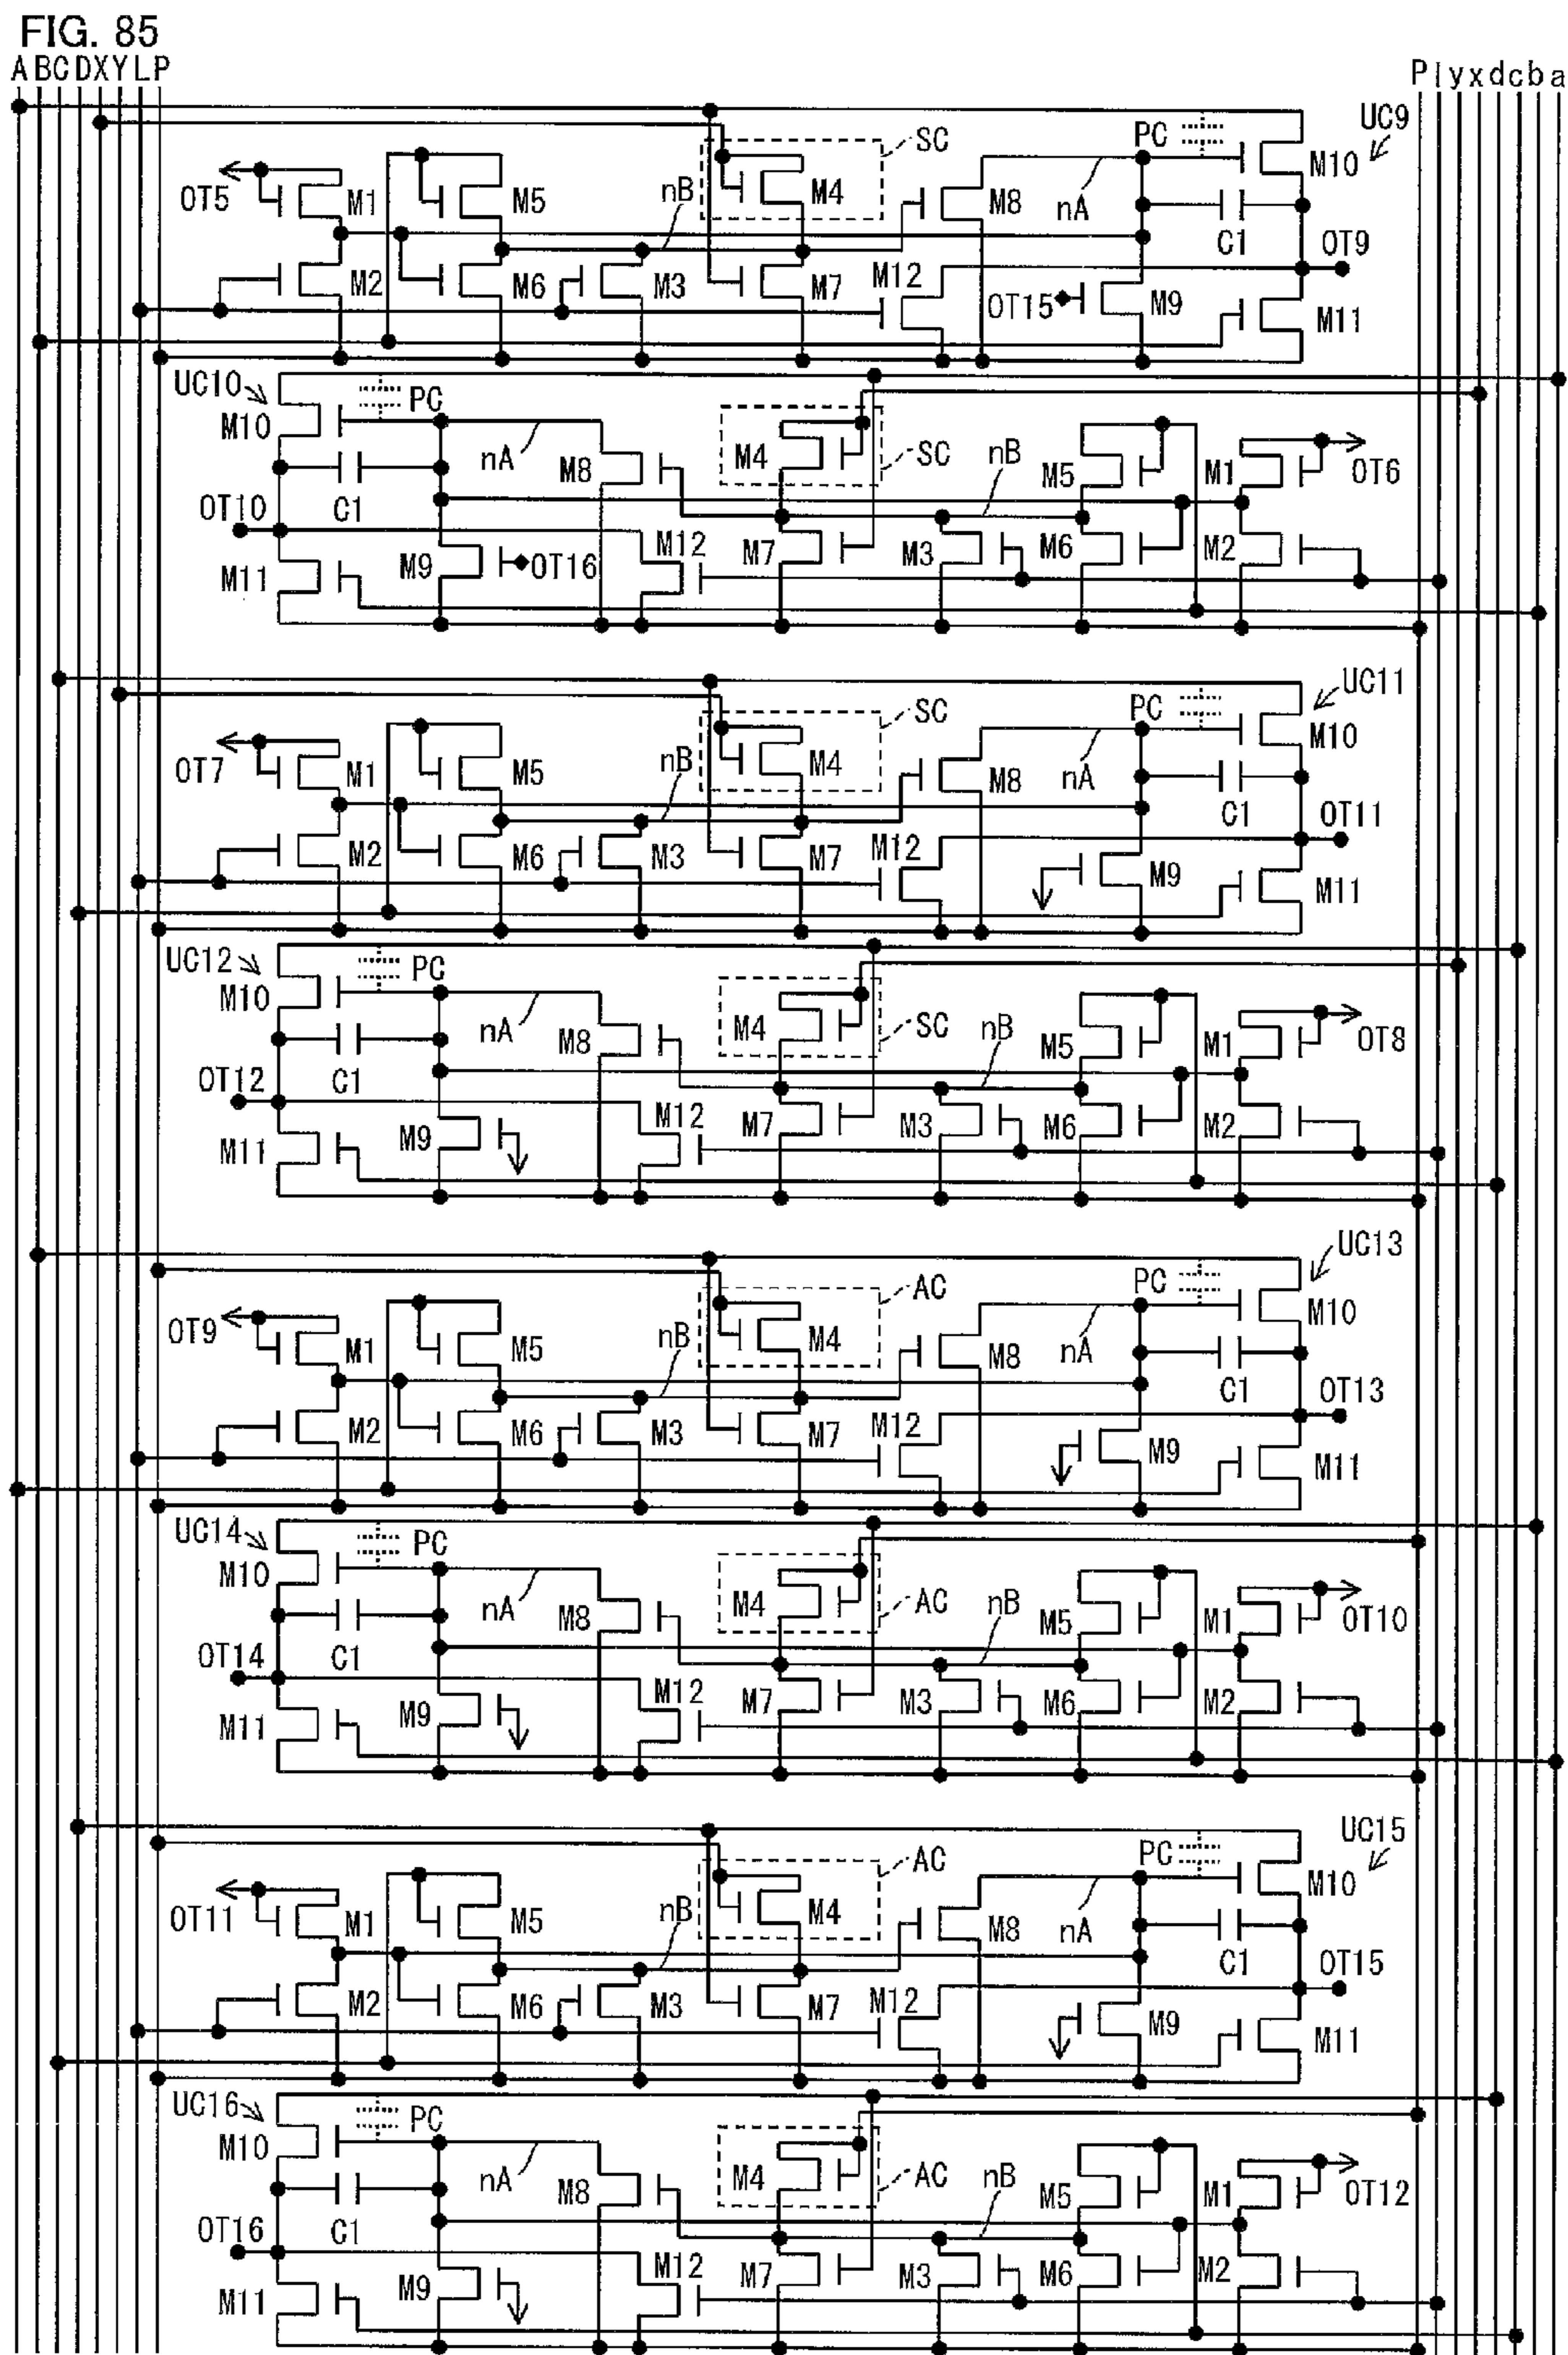 FIG. 85
A B C D X Y L P
P l y x d c b a
UC9
PC
SC
M10
OT5
M1
M5
nB
M4
M8
nA
C1
OT9
M2
M6
M3
M7
M12
OT15
M9
M11
UC10
PC
M10
nA
M8
M4
SC
nB
M5
M1
OT6
OT10
C1
M11
M9
OT16
M12
M7
M3
M6
M2
UC11
PC
SC
M10
OT7
M1
M5
nB
M4
M8
nA
C1
OT11
M2
M6
M3
M7
M12
M9
M11
UC12
PC
M10
nA
M8
M4
SC
nB
M5
M1
OT8
OT12
C1
M11
M9
M12
M7
M3
M6
M2
UC13
PC
AC
M10
OT9
M1
M5
nB
M4
M8
nA
C1
OT13
M2
M6
M3
M7
M12
M9
M11
UC14
PC
M10
nA
M8
M4
AC
nB
M5
M1
OT10
OT14
C1
M11
M9
M12
M7
M3
M6
M2
UC15
PC
AC
M10
OT11
M1
M5
nB
M4
M8
nA
C1
OT15
M2
M6
M3
M7
M12
M9
M11
UC16
PC
M10
nA
M8
M4
AC
nB
M5
M1
OT12
OT16
C1
M11
M9
M12
M7
M3
M6
M2